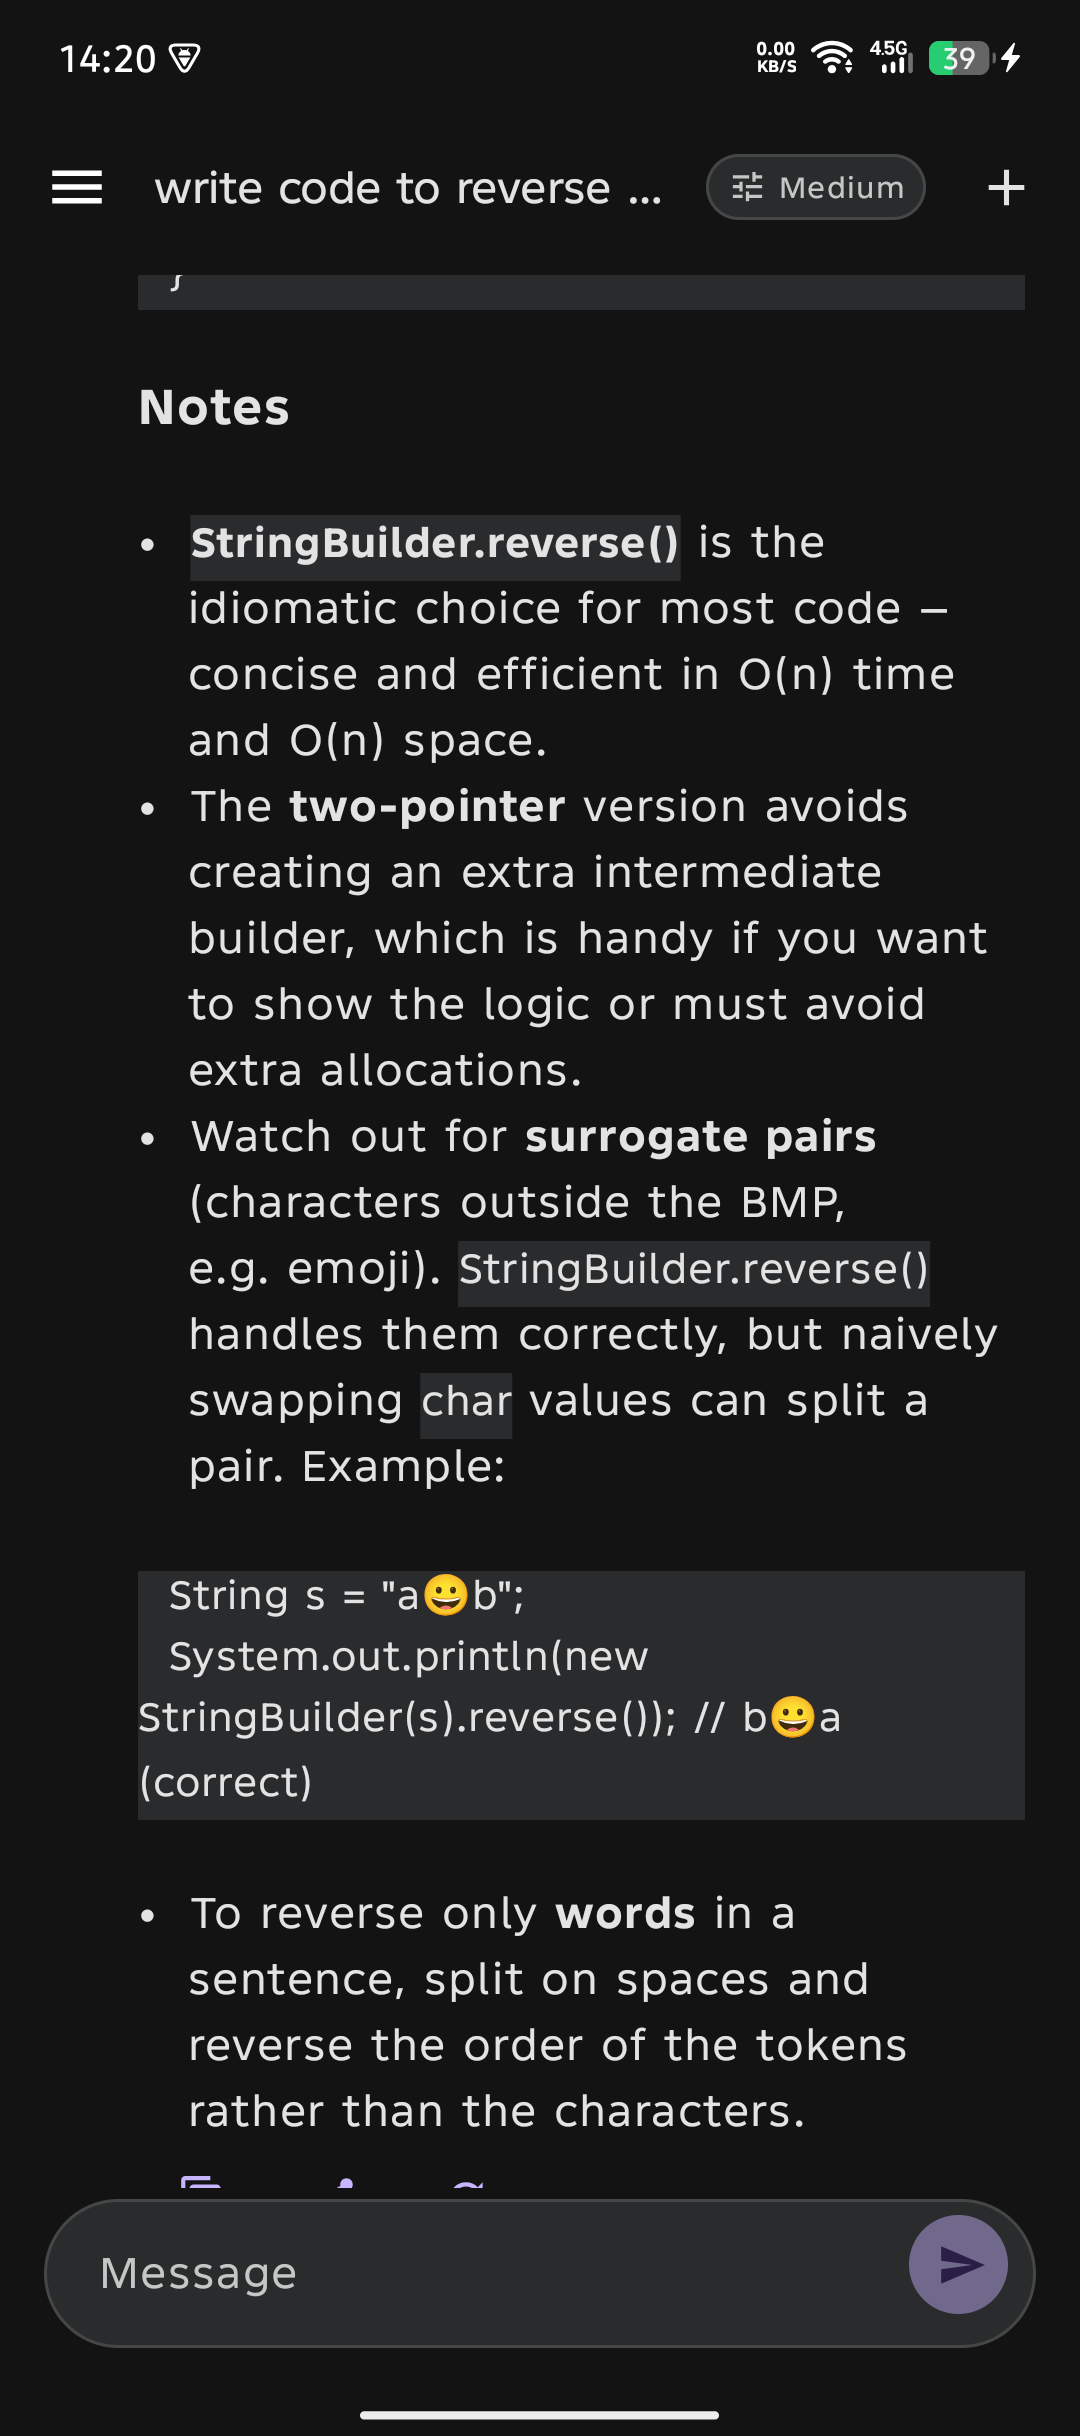 14:20
0.00
KB/S
4.5G
39
write code to reverse ...
Medium
}
Notes
• StringBuilder.reverse() is the
idiomatic choice for most code –
concise and efficient in O(n) time
and O(n) space.
• The two-pointer version avoids
creating an extra intermediate
builder, which is handy if you want
to show the logic or must avoid
extra allocations.
• Watch out for surrogate pairs
(characters outside the BMP,
e.g. emoji). StringBuilder.reverse()
handles them correctly, but naively
swapping char values can split a
pair. Example:
String s = "a😀b";
System.out.println(new
StringBuilder(s).reverse()); // b😀a
(correct)
• To reverse only words in a
sentence, split on spaces and
reverse the order of the tokens
rather than the characters.
Message